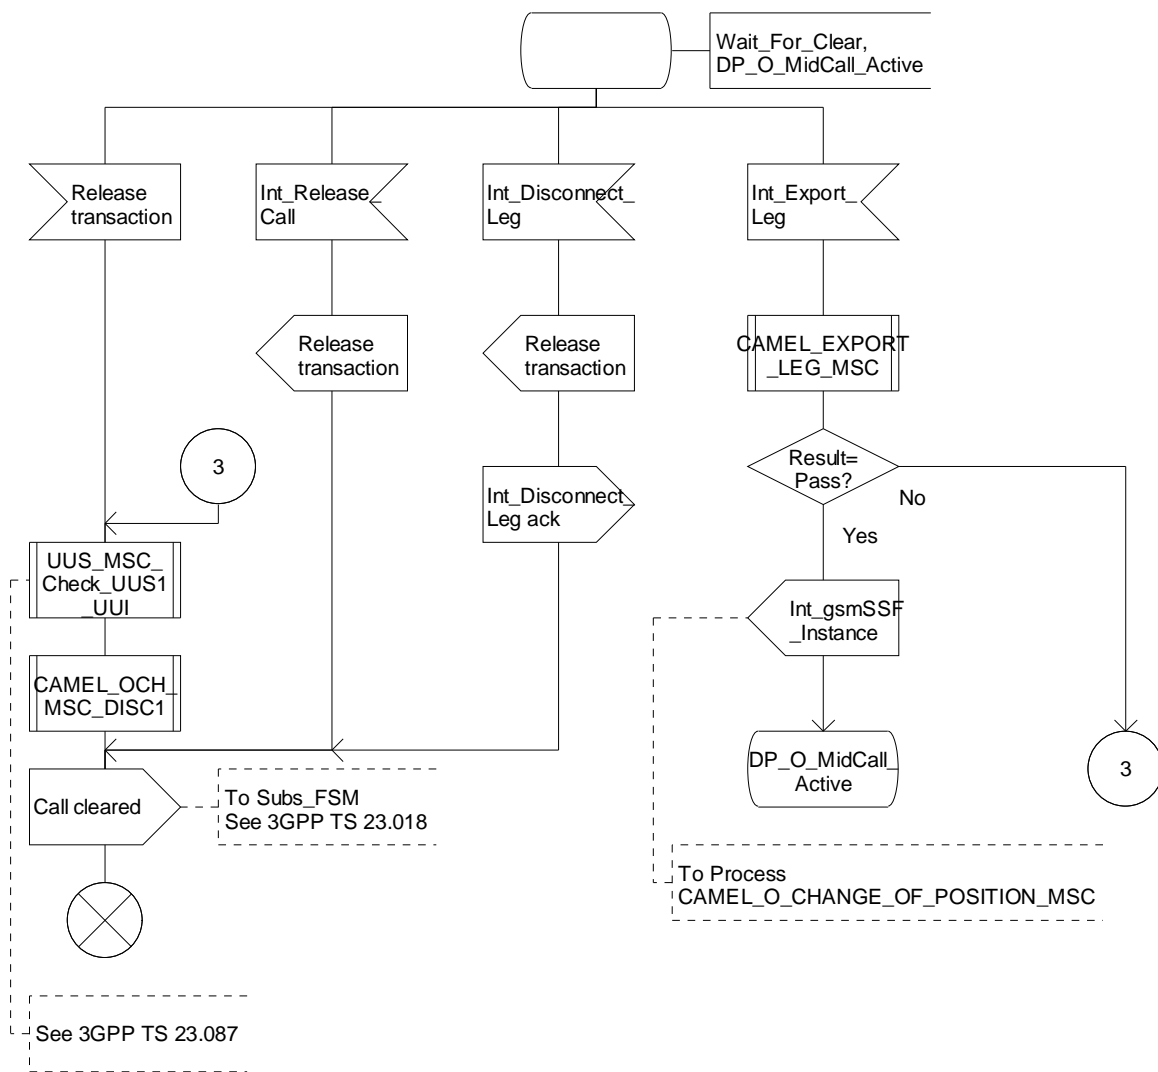 Wait_For_Clear,
DP_O_MidCall_Active
Release
transaction
Int_Release_
Call
Int_Disconnect_
Leg
Int_Export_
Leg
Release
transaction
Release
transaction
CAMEL_EXPORT
_LEG_MSC
3
Int_Disconnect_
Leg ack
Result=
Pass?
No
Yes
UUS_MSC_
Check_UUS1
_UUI
Int_gsmSSF
_Instance
CAMEL_OCH_
MSC_DISC1
Call cleared
To Subs_FSM
See 3GPP TS 23.018
DP_O_MidCall_
Active
3
To Process
CAMEL_O_CHANGE_OF_POSITION_MSC
See 3GPP TS 23.087